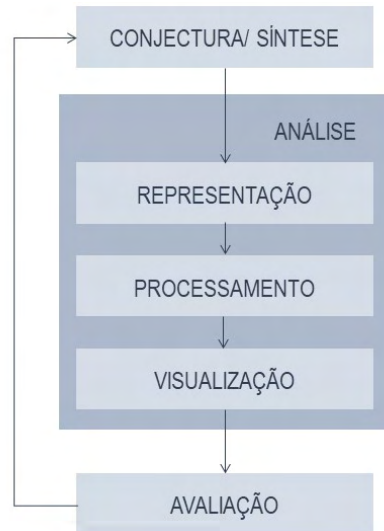 CONJECTURA/ SÍNTESE
ANÁLISE
REPRESENTAÇÃO
PROCESSAMENTO
VISUALIZAÇÃO
AVALIAÇÃO